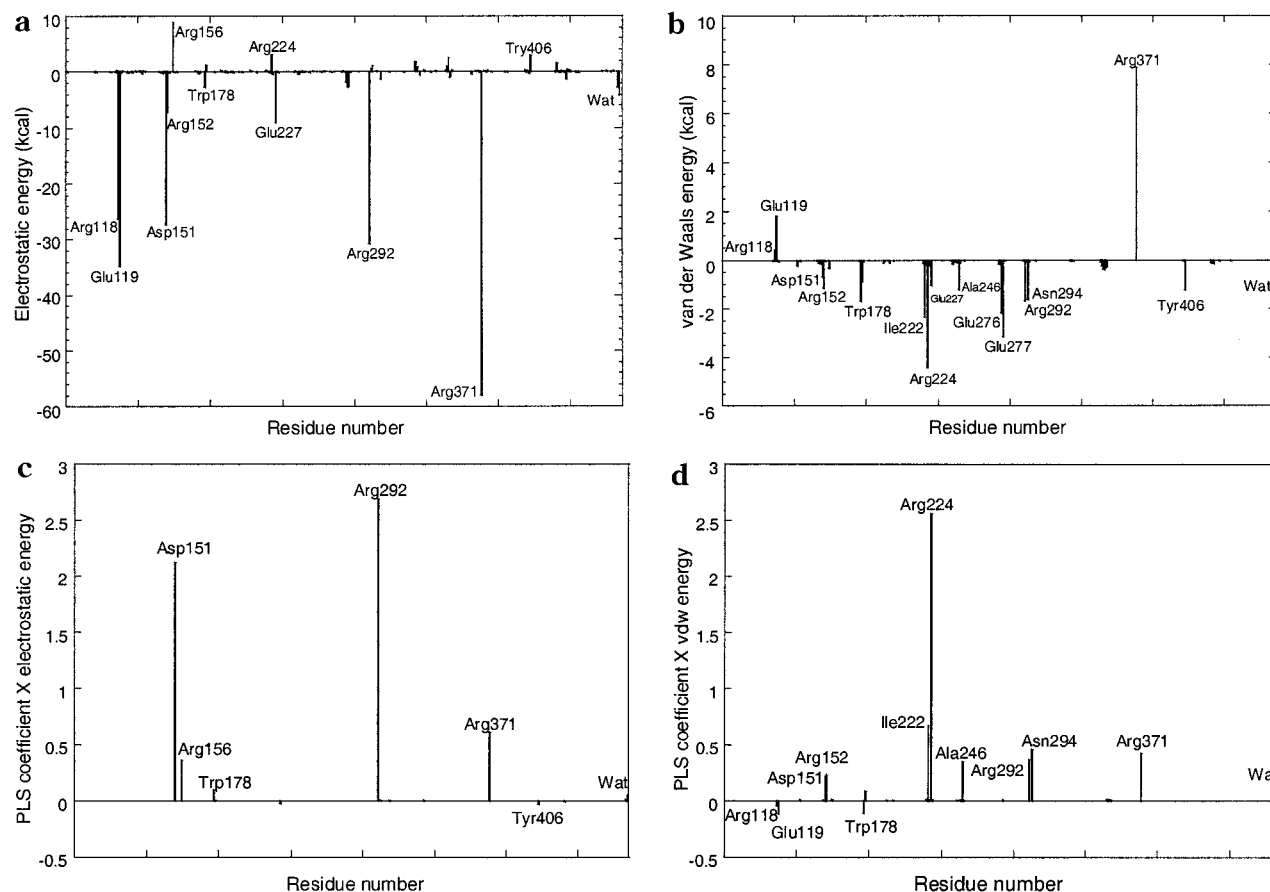 a
Electrostatic energy (kcal)
10
0
-10
-20
-30
-40
-50
-60
Arg156
Arg224
Try406
Trp178
Arg152
Glu227
Wat
Arg118
Asp151
Glu119
Arg292
Arg371
Residue number
b
van der Waals energy (kcal)
10
8
6
4
2
0
-2
-4
-6
Arg371
Glu119
Arg118
Asp151
Arg152
Trp178
Ile222
Glu227
Ala246
Glu276
Glu277
Asn294
Arg292
Arg224
Tyr406
Wat
Residue number
c
PLS coefficient X electrostatic energy
3
2.5
2
1.5
1
0.5
0
-0.5
Arg292
Asp151
Arg371
Arg156
Trp178
Tyr406
Wat
Residue number
d
PLS coefficient X vdw energy
3
2.5
2
1.5
1
0.5
0
-0.5
Arg224
Ile222
Arg152
Asp151
Ala246
Arg292
Asn294
Arg371
Arg118
Glu119
Trp178
Wa
Residue number